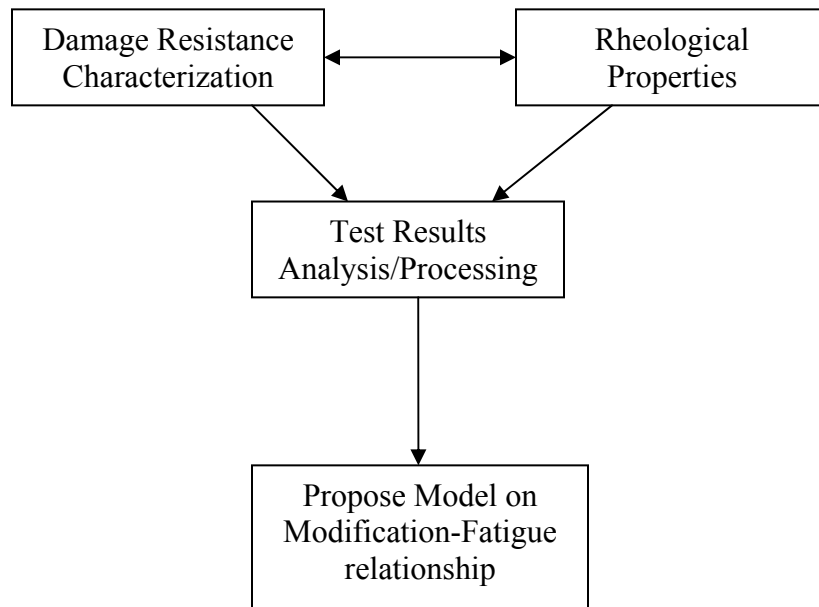 Damage Resistance
Characterization
Rheological
Properties
Test Results
Analysis/Processing
Propose Model on
Modification-Fatigue
relationship